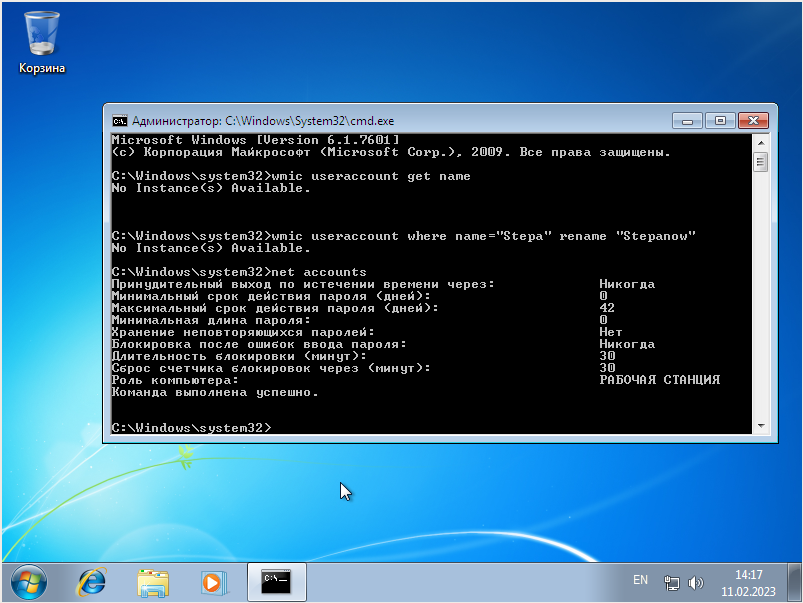 Корзина
Администратор: C:\Windows\System32\cmd.exe
Microsoft Windows [Version 6.1.7601]
(c) Корпорация Майкрософт (Microsoft Corp.), 2009. Все права защищены.
C:\Windows\system32>wmic useraccount get name
No Instance(s) Available.
C:\Windows\system32>wmic useraccount where name="Stepa" rename "Stepanow"
No Instance(s) Available.
C:\Windows\system32>net accounts
Принудительный выход по истечении времени через: Никогда
Минимальный срок действия пароля (дней): 0
Максимальный срок действия пароля (дней): 42
Минимальная длина пароля: 0
Хранение неповторяющихся паролей: Нет
Блокировка после ошибок ввода пароля: Никогда
Длительность блокировки (минут): 30
Сброс счетчика блокировок через (минут): 30
Роль компьютера: РАБОЧАЯ СТАНЦИЯ
Команда выполнена успешно.
C:\Windows\system32>
EN
14:17
11.02.2023